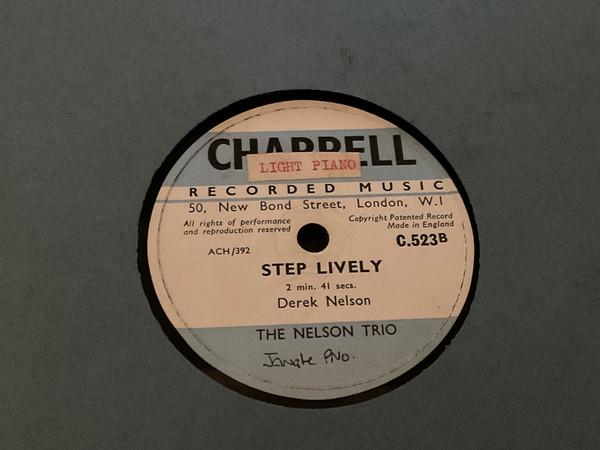 CHAPPELL
LIGHT PIANO
RECORDED MUSIC
50, New Bond Street, London, W.1
All rights of performance
and reproduction reserved
Copyright Patented Record
Made in England
ACH/392
C.523B
STEP LIVELY
2 min. 41 secs.
Derek Nelson
THE NELSON TRIO
Jangle PNo.